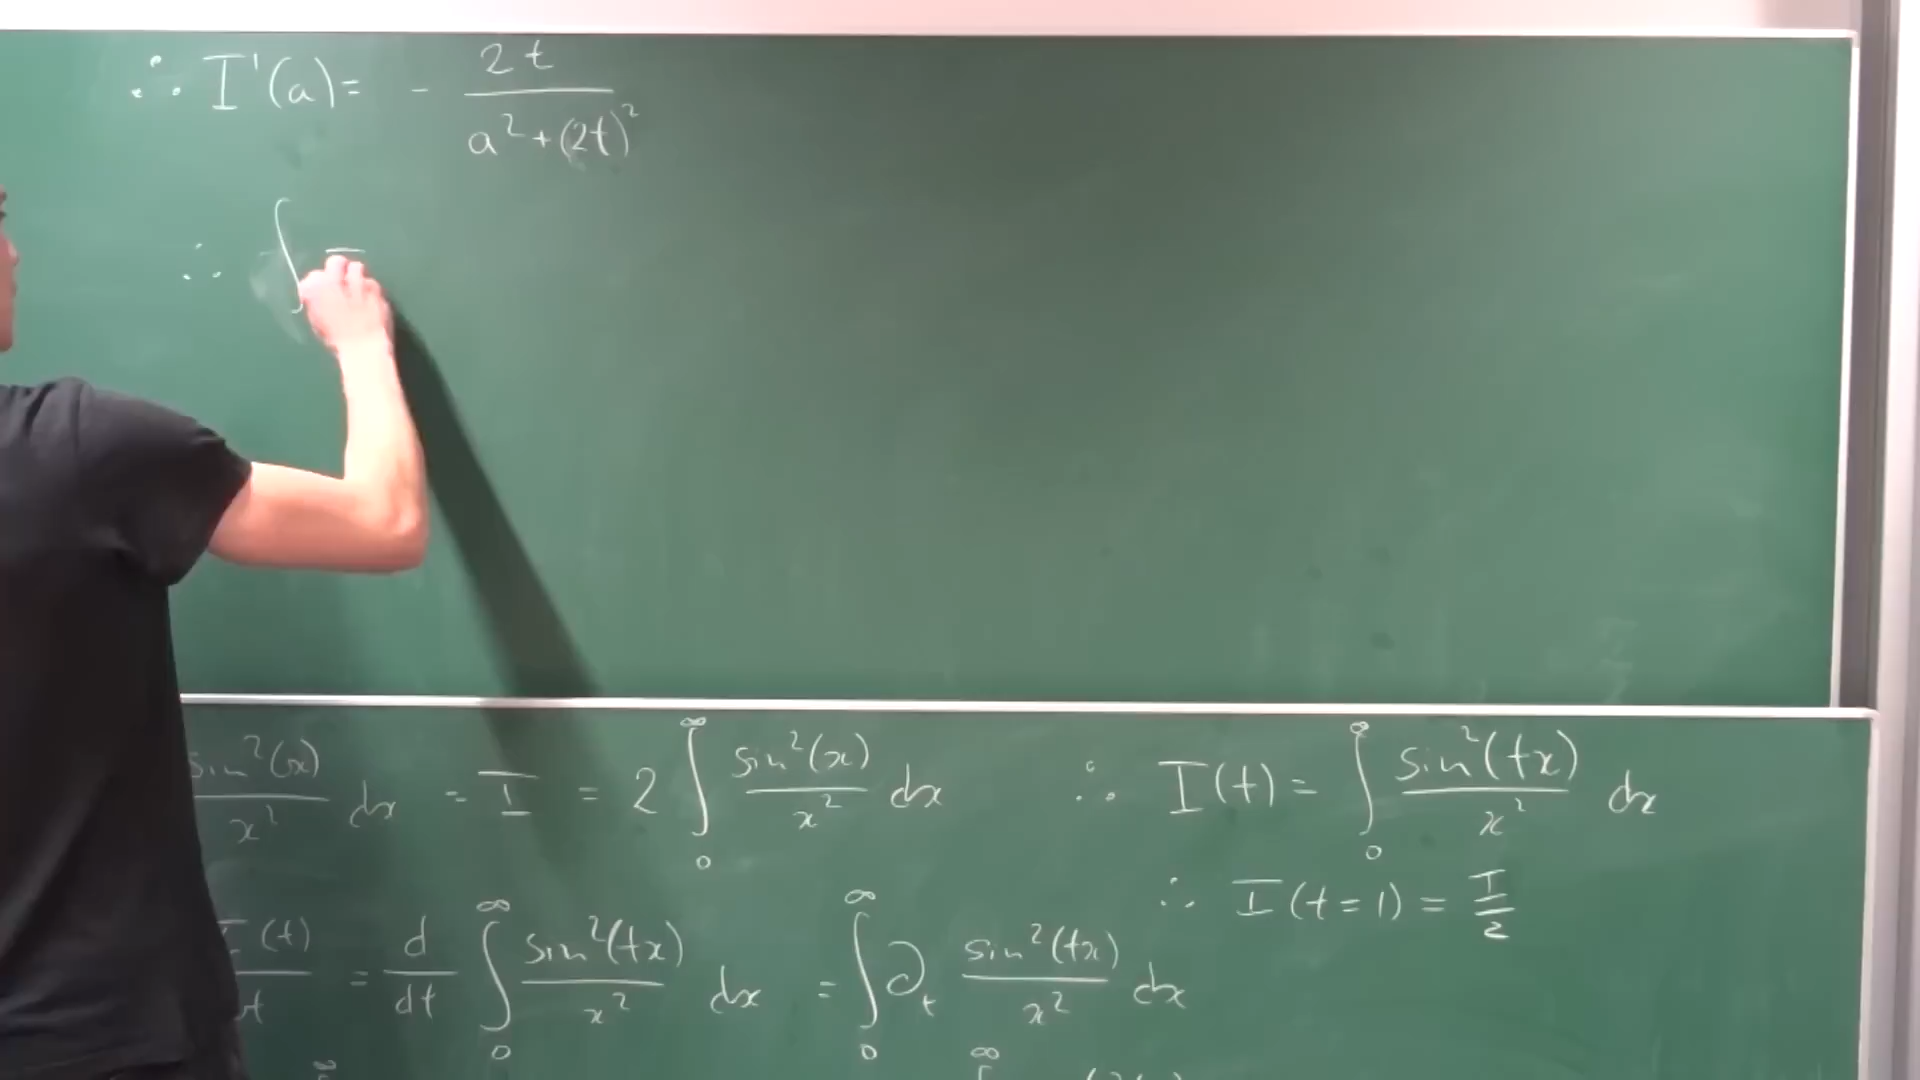 ∴ I'(a) = - 2t / (a² + (2t)²)
∴ ∫
sin²(x) / x² dx = I = 2 ∫₀^∞ sin²(x) / x² dx ∴ I(t) = ∫₀^∞ sin²(tx) / x² dx
∴ I(t=1) = I/2
I(t) / dt = d/dt ∫₀^∞ sin²(tx) / x² dx = ∫₀^∞ ∂ₜ sin²(tx) / x² dx
∞ ∞